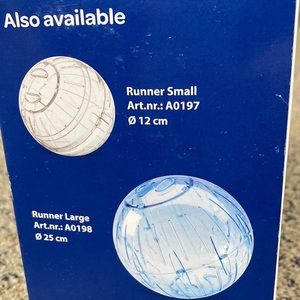 Also available
Runner Small
Art.nr.: A0197
Ø 12 cm
Runner Large
Art.nr.: A0198
Ø 25 cm